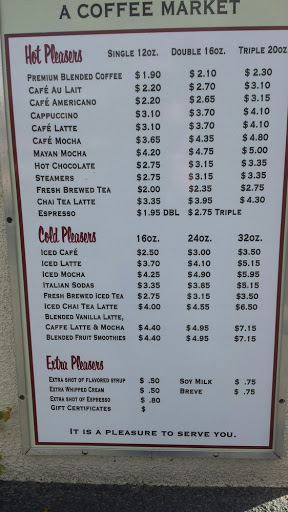 A COFFEE MARKET
Hot Pleasers SINGLE 12OZ. DOUBLE 16OZ. TRIPLE 20OZ
PREMIUM BLENDED COFFEE $1.90 $2.10 $2.30
CAFÉ AU LAIT $2.20 $2.70 $3.10
CAFÉ AMERICANO $2.20 $2.65 $3.15
CAPPUCCINO $3.10 $3.70 $4.10
CAFÉ LATTE $3.10 $3.70 $4.10
CAFÉ MOCHA $3.65 $4.35 $4.80
MAYAN MOCHA $4.20 $4.75 $5.00
HOT CHOCOLATE $2.75 $3.15 $3.35
STEAMERS $2.75 $3.15 $3.35
FRESH BREWED TEA $2.00 $2.35 $2.75
CHAI TEA LATTE $3.35 $3.95 $4.30
ESPRESSO $1.95 DBL $2.75 TRIPLE
Cold Pleasers 16OZ. 24OZ. 32OZ.
ICED CAFÉ $2.50 $3.00 $3.50
ICED LATTE $3.70 $4.10 $5.15
ICED MOCHA $4.25 $4.90 $5.95
ITALIAN SODAS $3.35 $3.85 $5.15
FRESH BREWED ICED TEA $2.75 $3.15 $3.50
ICED CHAI TEA LATTE $4.00 $4.55 $6.50
BLENDED VANILLA LATTE,
CAFFE LATTE & MOCHA $4.40 $4.95 $7.15
BLENDED FRUIT SMOOTHIES $4.40 $4.95 $7.15
Extra Pleasers
EXTRA SHOT OF FLAVORED SYRUP $ .50 SOY MILK $ .75
EXTRA WHIPPED CREAM $ .50 BREVE $ .75
EXTRA SHOT OF ESPRESSO $ .80
GIFT CERTIFICATES $
IT IS A PLEASURE TO SERVE YOU.